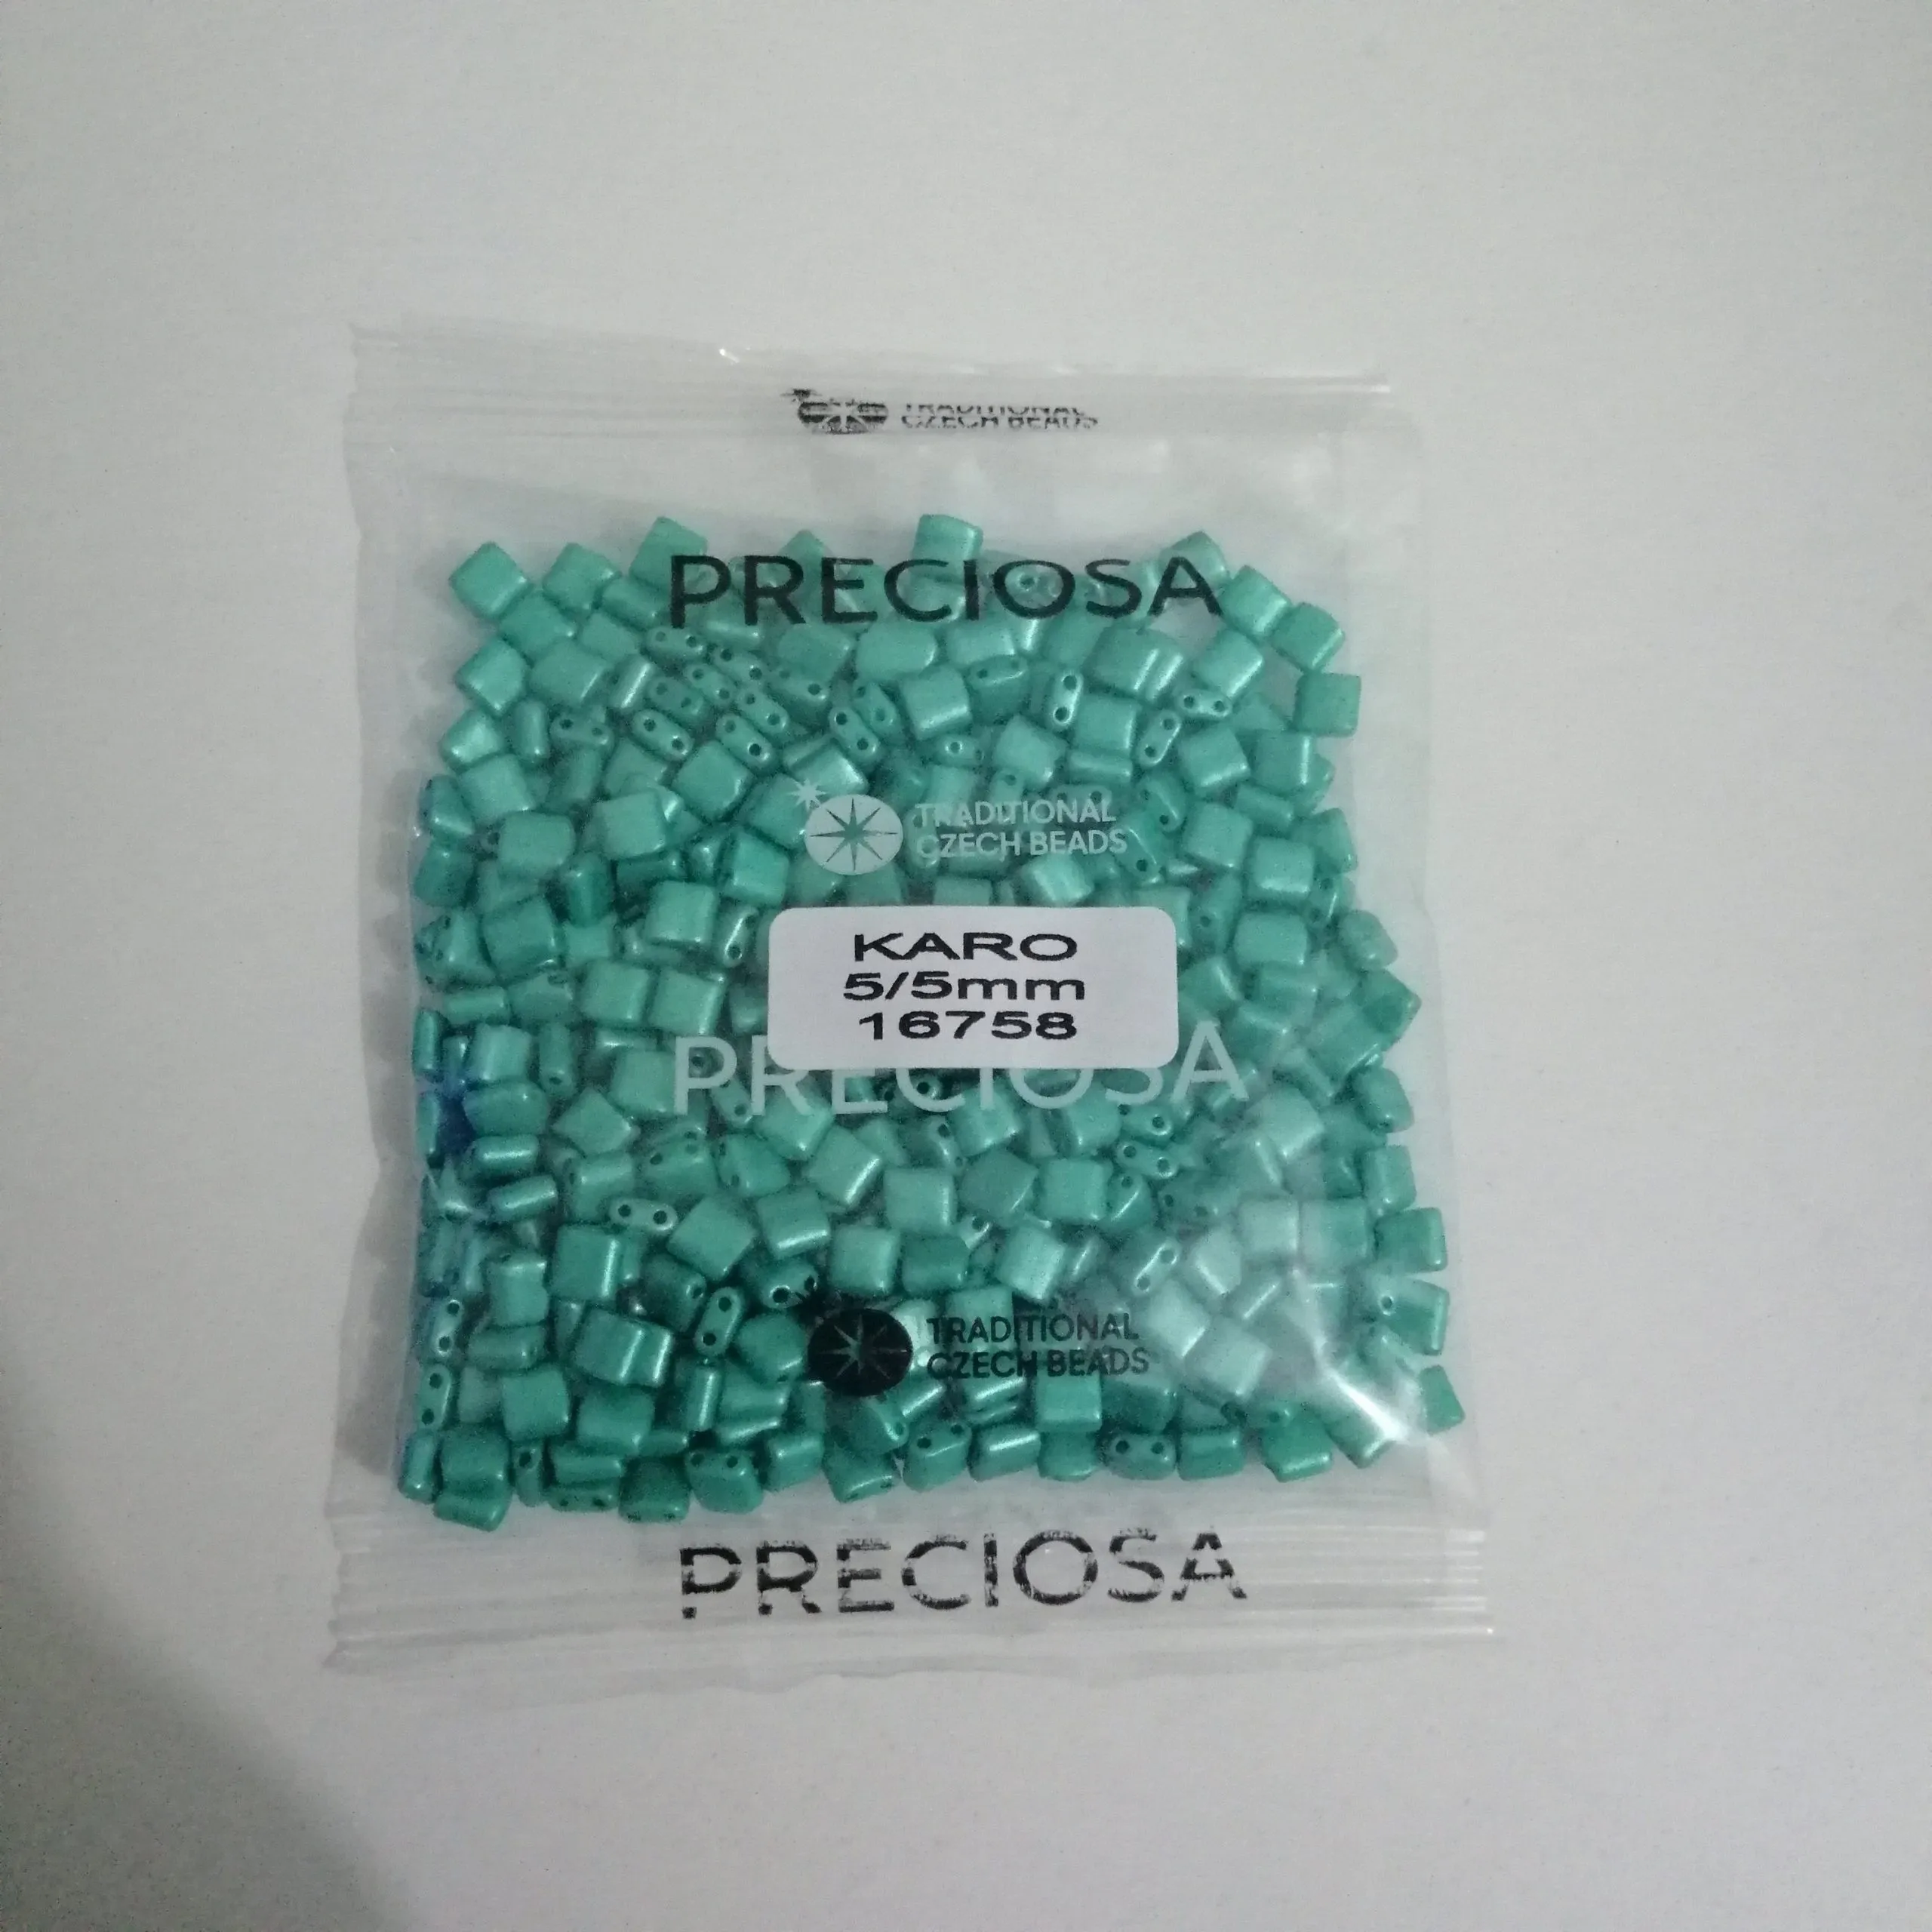 TRADITIONAL
CZECH BEADS
PRECIOSA
TRADITIONAL
CZECH BEADS
KARO
5/5mm
16758
PRECIOSA
TRADITIONAL
CZECH BEADS
PRECIOSA